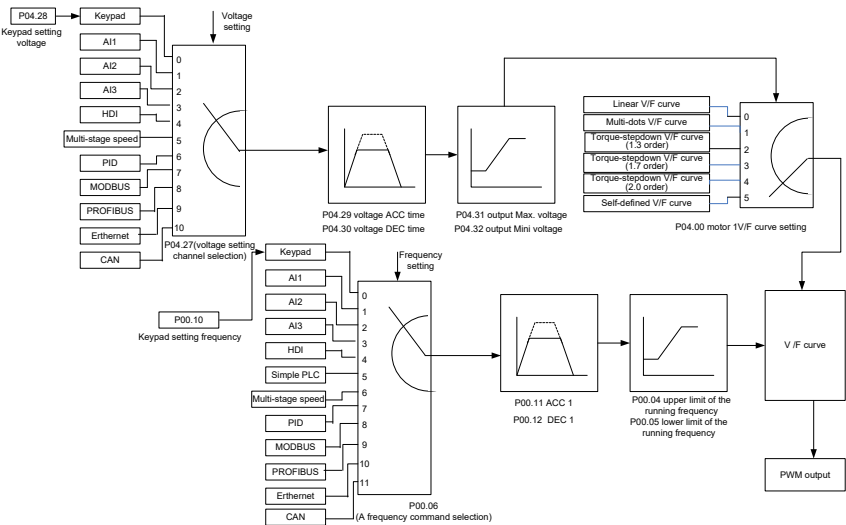 P04.28
Keypad setting
voltage
Keypad
AI1
AI2
AI3
HDI
Multi-stage speed
PID
MODBUS
PROFIBUS
Erthernet
CAN
Voltage
setting
0
1
2
3
4
5
6
7
8
9
10
P04.27(voltage setting
channel selection)
P04.29 voltage ACC time
P04.30 voltage DEC time
P04.31 output Max. voltage
P04.32 output Mini voltage
Linear V/F curve
Multi-dots V/F curve
Torque-stepdown V/F curve
(1.3 order)
Torque-stepdown V/F curve
(1.7 order)
Torque-stepdown V/F curve
(2.0 order)
Self-defined V/F curve
0
1
2
3
4
5
P04.00 motor 1V/F curve setting
P00.10
Keypad setting frequency
Keypad
AI1
AI2
AI3
HDI
Simple PLC
Multi-stage speed
PID
MODBUS
PROFIBUS
Erthernet
CAN
Frequency
setting
0
1
2
3
4
5
6
7
8
9
10
11
P00.06
(A frequency command selection)
P00.11 ACC 1
P00.12 DEC 1
P00.04 upper limit of the
running frequency
P00.05 lower limit of the
running frequency
V /F curve
PWM output